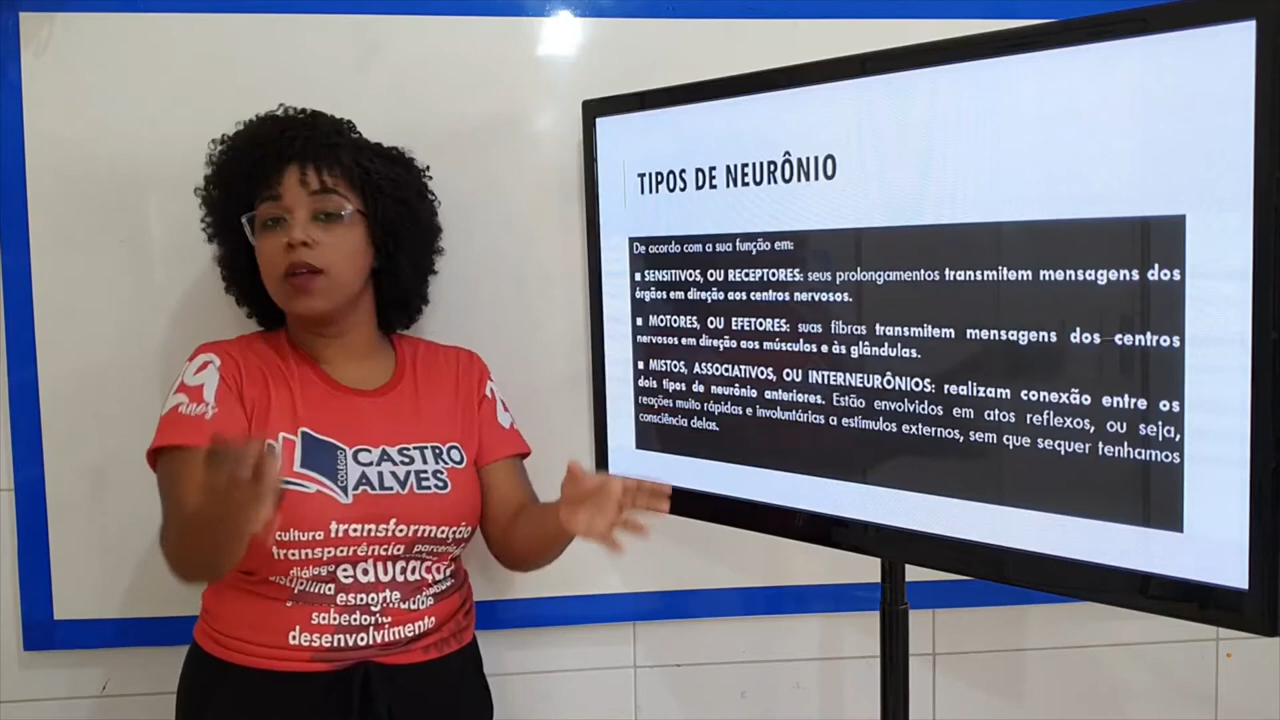 TIPOS DE NEURÔNIO
De acordo com a sua função em:
■ SENSITIVOS, OU RECEPTORES: seus prolongamentos transmitem mensagens dos
órgãos em direção aos centros nervosos.
■ MOTORES, OU EFETORES: suas fibras transmitem mensagens dos centros
nervosos em direção aos músculos e às glândulas.
■ MISTOS, ASSOCIATIVOS, OU INTERNEURÔNIOS: realizam conexão entre os
dois tipos de neurônio anteriores. Estão envolvidos em atos reflexos, ou seja,
reações muito rápidas e involuntárias a estímulos externos, sem que sequer tenhamos
consciência delas.
29
anos
COLÉGIO
CASTRO
ALVES
cultura transformação
transparência parceria
diálogo educação
disciplina
esporte
sabedoria
desenvolvimento